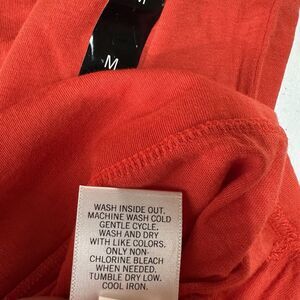 M
M
WASH INSIDE OUT.
MACHINE WASH COLD
GENTLE CYCLE.
WASH AND DRY
WITH LIKE COLORS.
ONLY NON-
CHLORINE BLEACH
WHEN NEEDED.
TUMBLE DRY LOW.
COOL IRON.